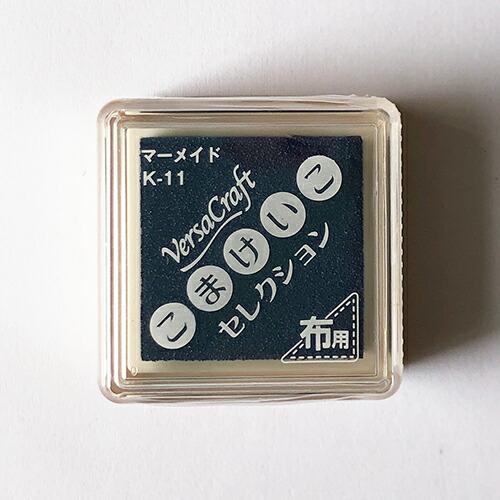 マーメイド
K-11
VersaCraft
こまけいこ
セレクション
布用